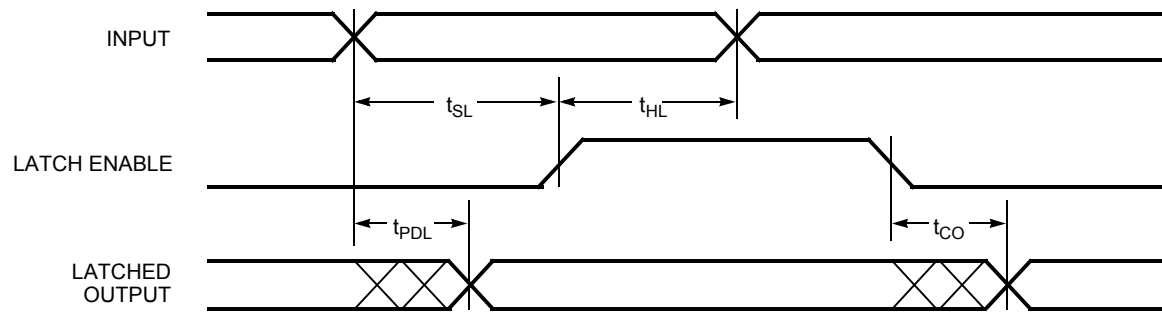 INPUT
t_SL
t_HL
LATCH ENABLE
t_PDL
t_CO
LATCHED
OUTPUT